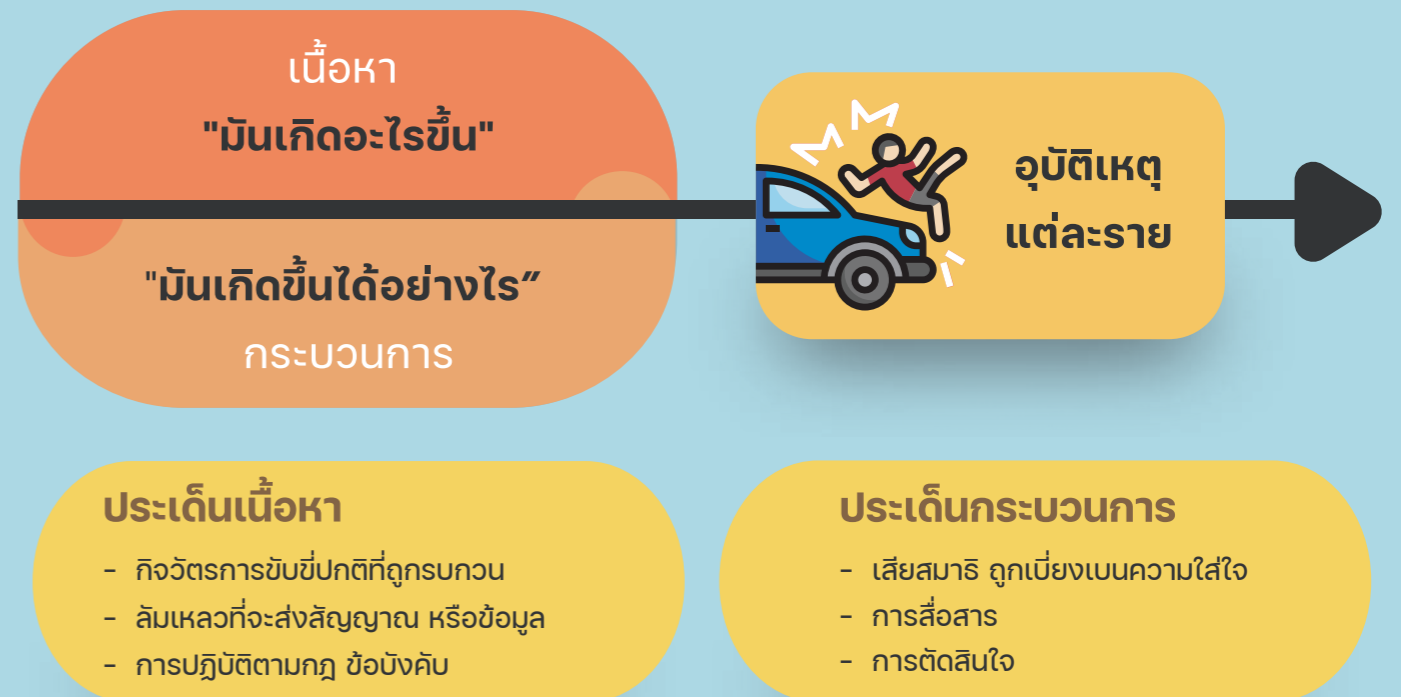 เนื้อหา
"มันเกิดอะไรขึ้น"
"มันเกิดขึ้นได้อย่างไร”
กระบวนการ
อุบัติเหตุ
แต่ละราย
ประเด็นเนื้อหา
- กิจวัตรการขับขี่ปกติที่ถูกรบกวน
- ล้มเหลวที่จะส่งสัญญาณ หรือข้อมูล
- การปฏิบัติตามกฎ ข้อบังคับ
ประเด็นกระบวนการ
- เสียสมาธิ ถูกเบี่ยงเบนความใส่ใจ
- การสื่อสาร
- การตัดสินใจ